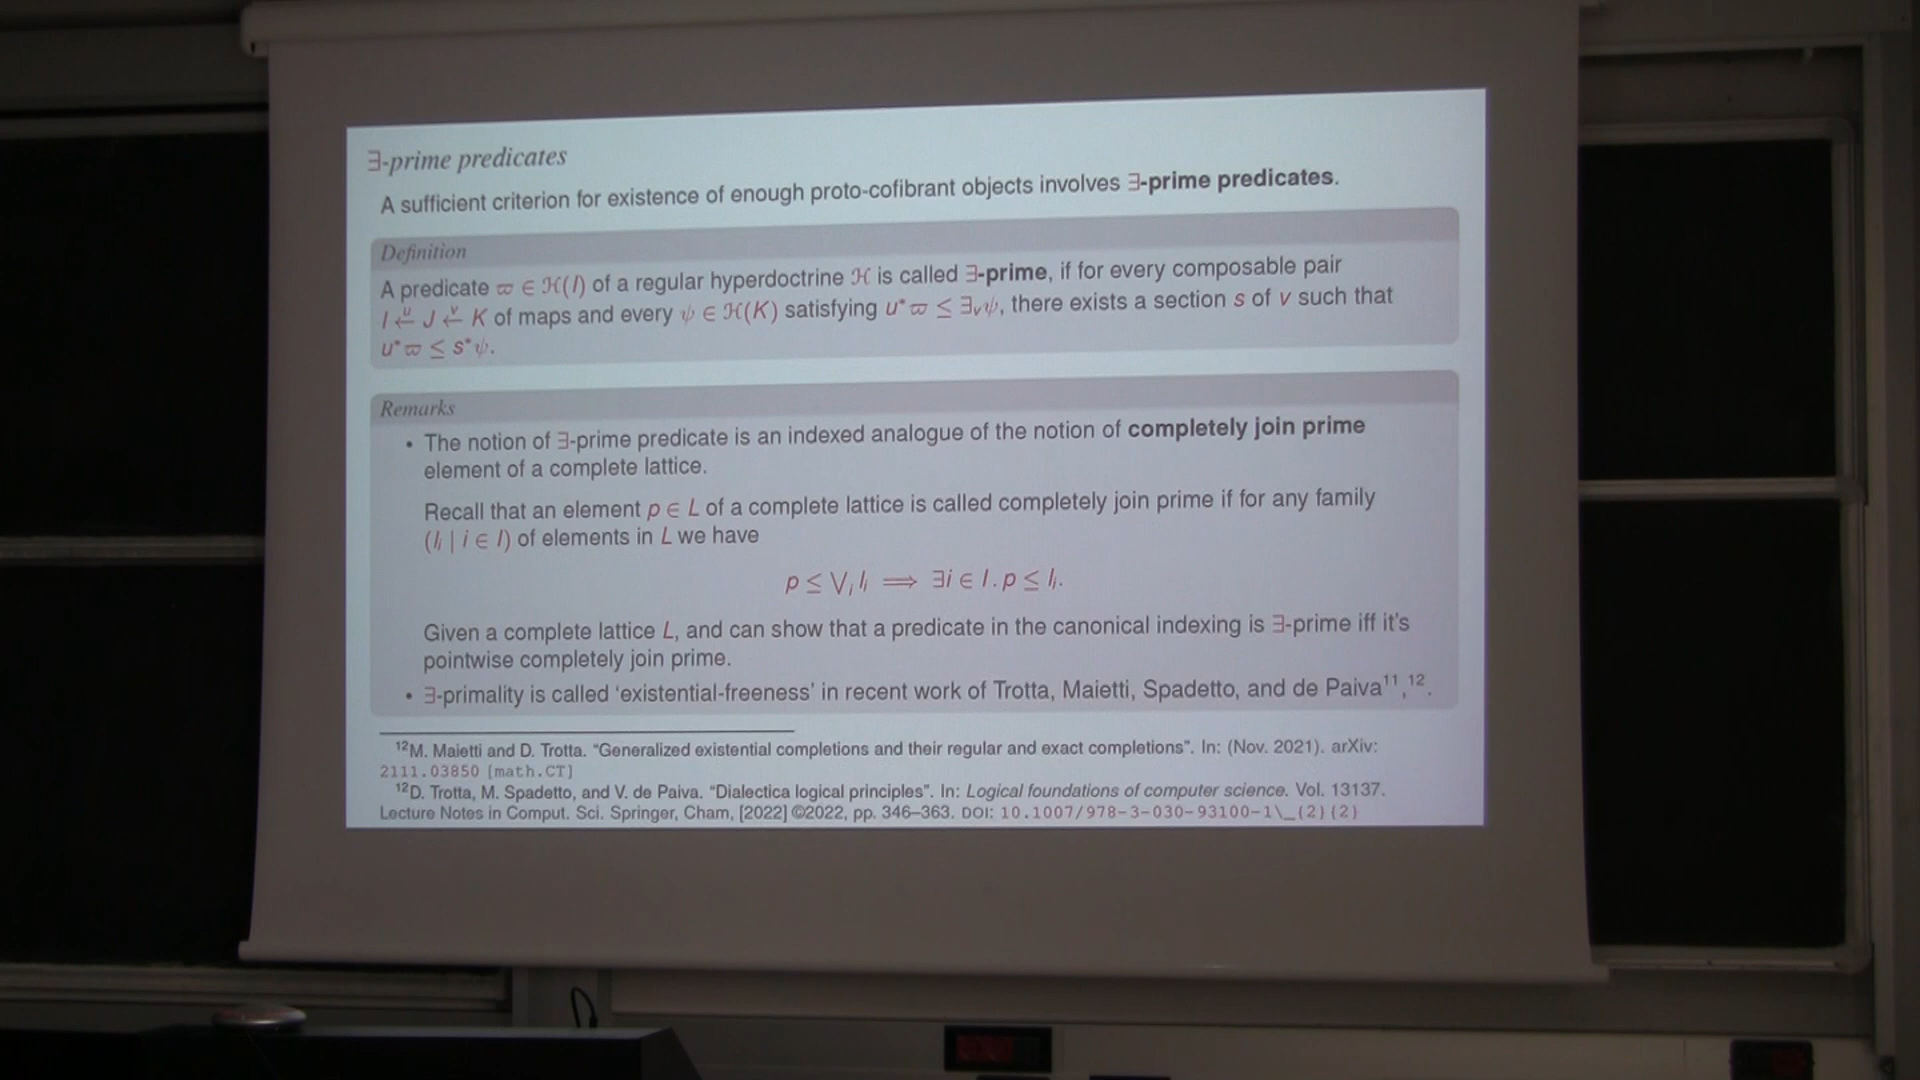 ∃-prime predicates
A sufficient criterion for existence of enough proto-cofibrant objects involves ∃-prime predicates.
Definition
A predicate ϖ ∈ ℋ(I) of a regular hyperdoctrine ℋ is called ∃-prime, if for every composable pair
I ←u J ←v K of maps and every ψ ∈ ℋ(K) satisfying u*ϖ ≤ ∃ᵥψ, there exists a section s of v such that
u*ϖ ≤ s*ψ.
Remarks
• The notion of ∃-prime predicate is an indexed analogue of the notion of completely join prime
element of a complete lattice.
Recall that an element p ∈ L of a complete lattice is called completely join prime if for any family
(lᵢ | i ∈ I) of elements in L we have
p ≤ ⋁ᵢ lᵢ ⟹ ∃i ∈ I . p ≤ lᵢ.
Given a complete lattice L, and can show that a predicate in the canonical indexing is ∃-prime iff it's
pointwise completely join prime.
• ∃-primality is called ‘existential-freeness’ in recent work of Trotta, Maietti, Spadetto, and de Paiva¹¹,¹².
¹²M. Maietti and D. Trotta. “Generalized existential completions and their regular and exact completions”. In: (Nov. 2021). arXiv:
2111.03850 [math.CT]
¹²D. Trotta, M. Spadetto, and V. de Paiva. “Dialectica logical principles”. In: Logical foundations of computer science. Vol. 13137.
Lecture Notes in Comput. Sci. Springer, Cham, [2022] ©2022, pp. 346–363. DOI: 10.1007/978-3-030-93100-1\_{2}{2}